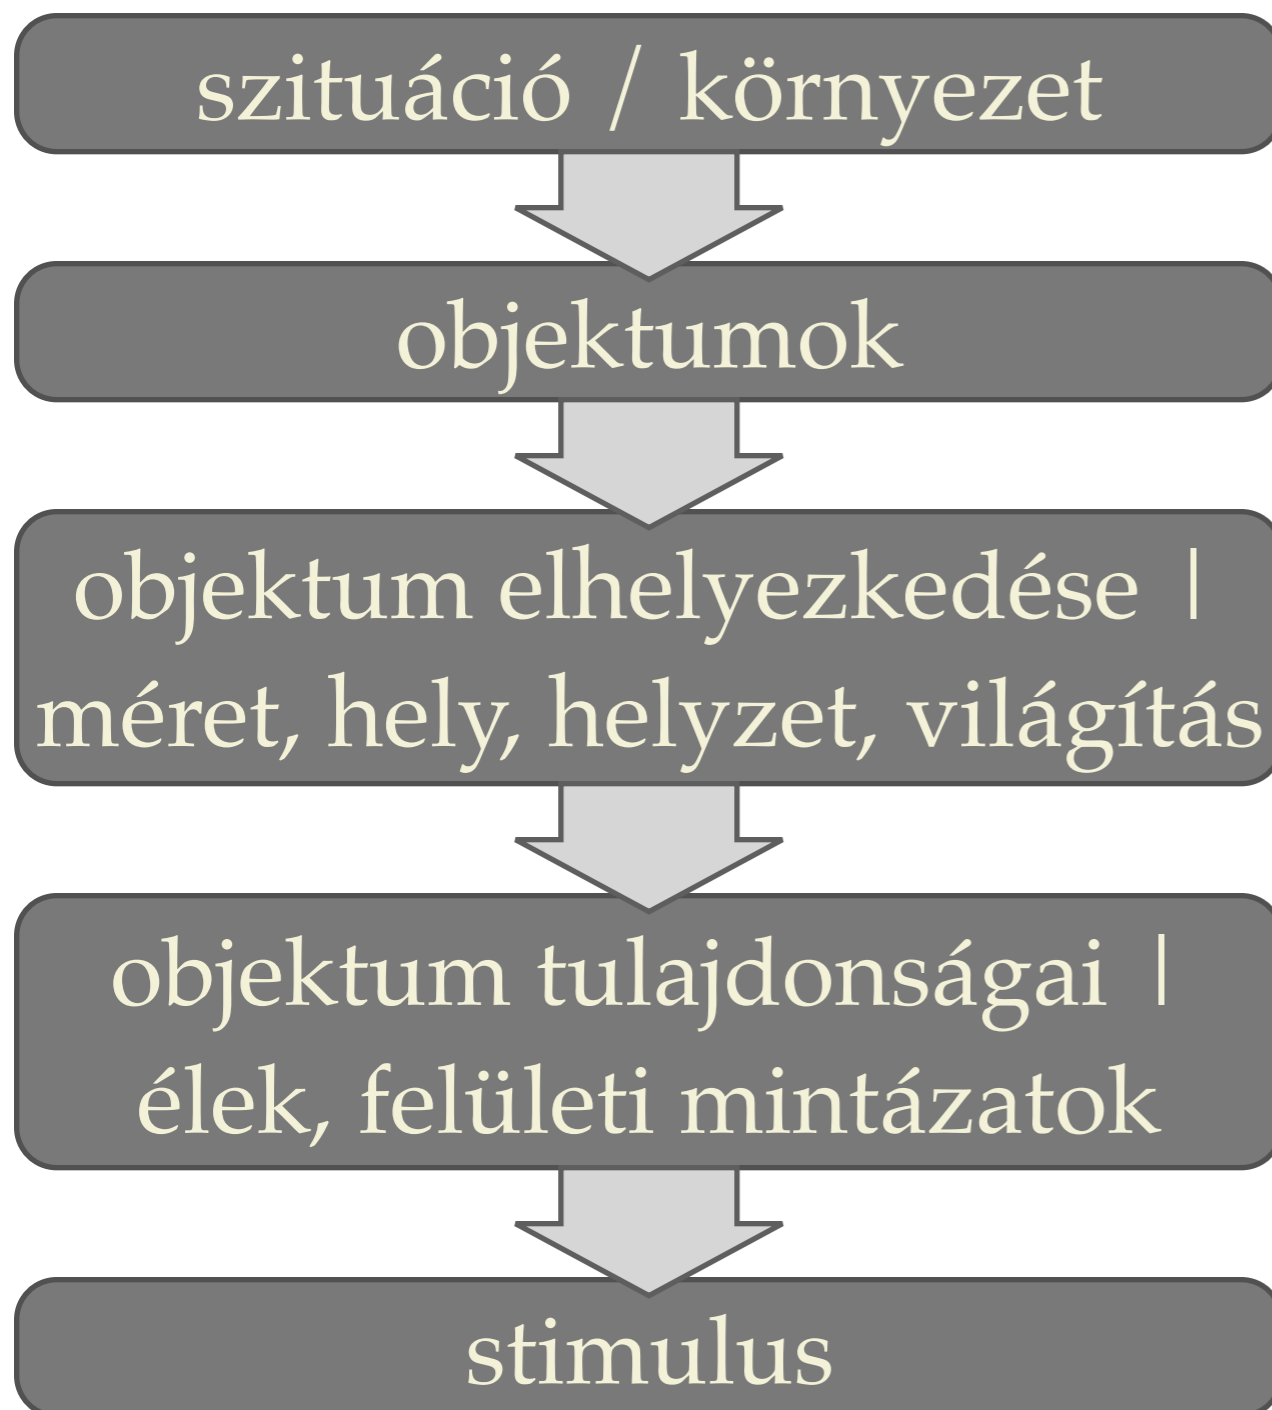 szituáció / környezet
objektumok
objektum elhelyezkedése |
méret, hely, helyzet, világítás
objektum tulajdonságai |
élek, felületi mintázatok
stimulus